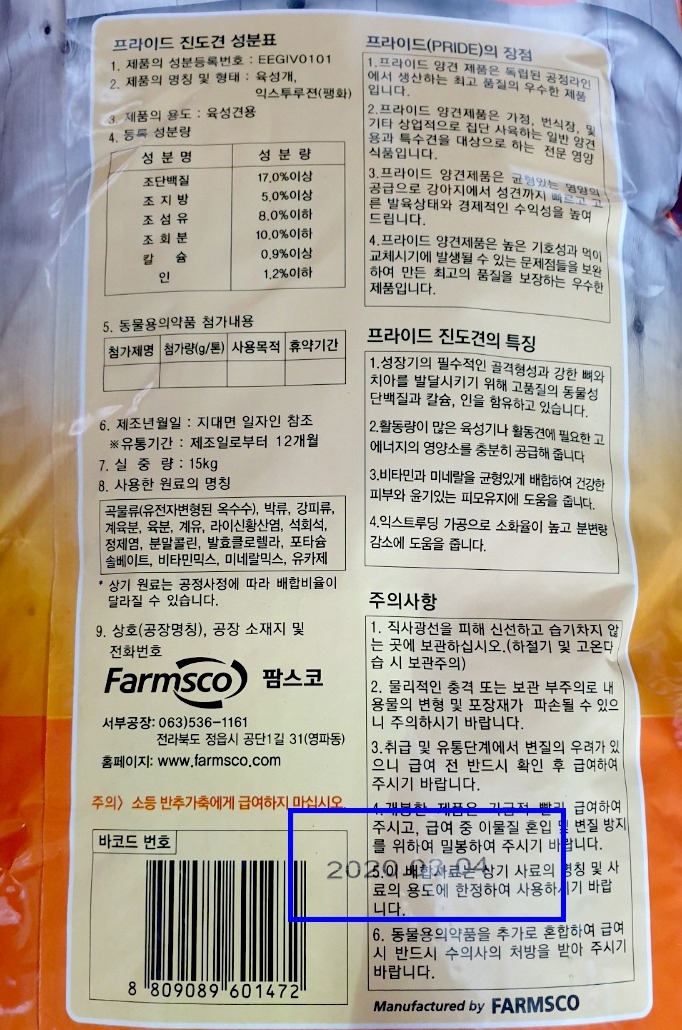 프라이드 진도견 성분표
1. 제품의 성분등록번호 : EEGIV0101
2. 제품의 명칭 및 형태 : 육성개,
익스투루젼(팽화)
3. 제품의 용도 : 육성견용
4. 등록 성분량
성 분 명 성 분 량
조단백질 17.0%이상
조 지 방 5.0%이상
조 섬 유 8.0%이하
조 회 분 10.0%이하
칼 슘 0.9%이상
인 1.2%이하
5. 동물용의약품 첨가내용
첨가제명 첨가량(g/톤) 사용목적 휴약기간
6. 제조년월일 : 지대면 일자인 참조
※유통기간 : 제조일로부터 12개월
7. 실 중 량 : 15kg
8. 사용한 원료의 명칭
곡물류(유전자변형된 옥수수), 박류, 강피류,
계육분, 육분, 계유, 라이신황산염, 석회석,
정제염, 분말콜린, 발효클로렐라, 포타슘
솔베이트, 비타민믹스, 미네랄믹스, 유카제
* 상기 원료는 공정사정에 따라 배합비율이
달라질 수 있습니다.
9. 상호(공장명칭), 공장 소재지 및
전화번호
Farmsco 팜스코
서부공장: 063)536-1161
전라북도 정읍시 공단1길 31(영파동)
홈페이지: www.farmsco.com
주의) 소등 반추가축에게 급여하지 마십시오.
바코드 번호
8 809089 601472
프라이드(PRIDE)의 장점
1.프라이드 양견 제품은 독립된 공정라인
에서 생산하는 최고 품질의 우수한 제품
입니다.
2.프라이드 양견제품은 가정, 번식장, 및
기타 상업적으로 집단 사육하는 일반 양견
용과 특수견을 대상으로 하는 전문 영양
식품입니다.
3.프라이드 양견제품은 균형있는 영양의
공급으로 강아지에서 성견까지 빠르고 고
른 발육상태와 경제적인 수익성을 높여
드립니다.
4.프라이드 양견제품은 높은 기호성과 먹이
교체시기에 발생될 수 있는 문제점들을 보완
하여 만든 최고의 품질을 보장하는 우수한
제품입니다.
프라이드 진도견의 특징
1.성장기의 필수적인 골격형성과 강한 뼈와
치아를 발달시키기 위해 고품질의 동물성
단백질과 칼슘, 인을 함유하고 있습니다.
2.활동량이 많은 육성기나 활동견에 필요한 고
에너지의 영양소를 충분히 공급해 줍니다
3.비타민과 미네랄을 균형있게 배합하여 건강한
피부와 윤기있는 피모유지에 도움을 줍니다.
4.익스트루딩 가공으로 소화율이 높고 분변량
감소에 도움을 줍니다.
주의사항
1. 직사광선을 피해 신선하고 습기차지 않
는 곳에 보관하십시오.(하절기 및 고온다
습 시 보관주의)
2. 물리적인 충격 또는 보관 부주의로 내
용물의 변형 및 포장재가 파손될 수 있으
니 주의하시기 바랍니다.
3.취급 및 유통단계에서 변질의 우려가 있
으니 급여 전 반드시 확인 후 급여하여
주시기 바랍니다.
4.개봉한 제품은 가급적 빨리 급여하여
주시고, 급여 중 이물질 혼입 및 변질 방지
를 위하여 밀봉하여 주시기 바랍니다.
2020.03.04
5.이 배합사료는 상기 사료의 명칭 및 사
료의 용도에 한정하여 사용하시기 바랍
니다.
6. 동물용의약품을 추가로 혼합하여 급여
시 반드시 수의사의 처방을 받아 주시기
바랍니다.
Manufactured by FARMSCO